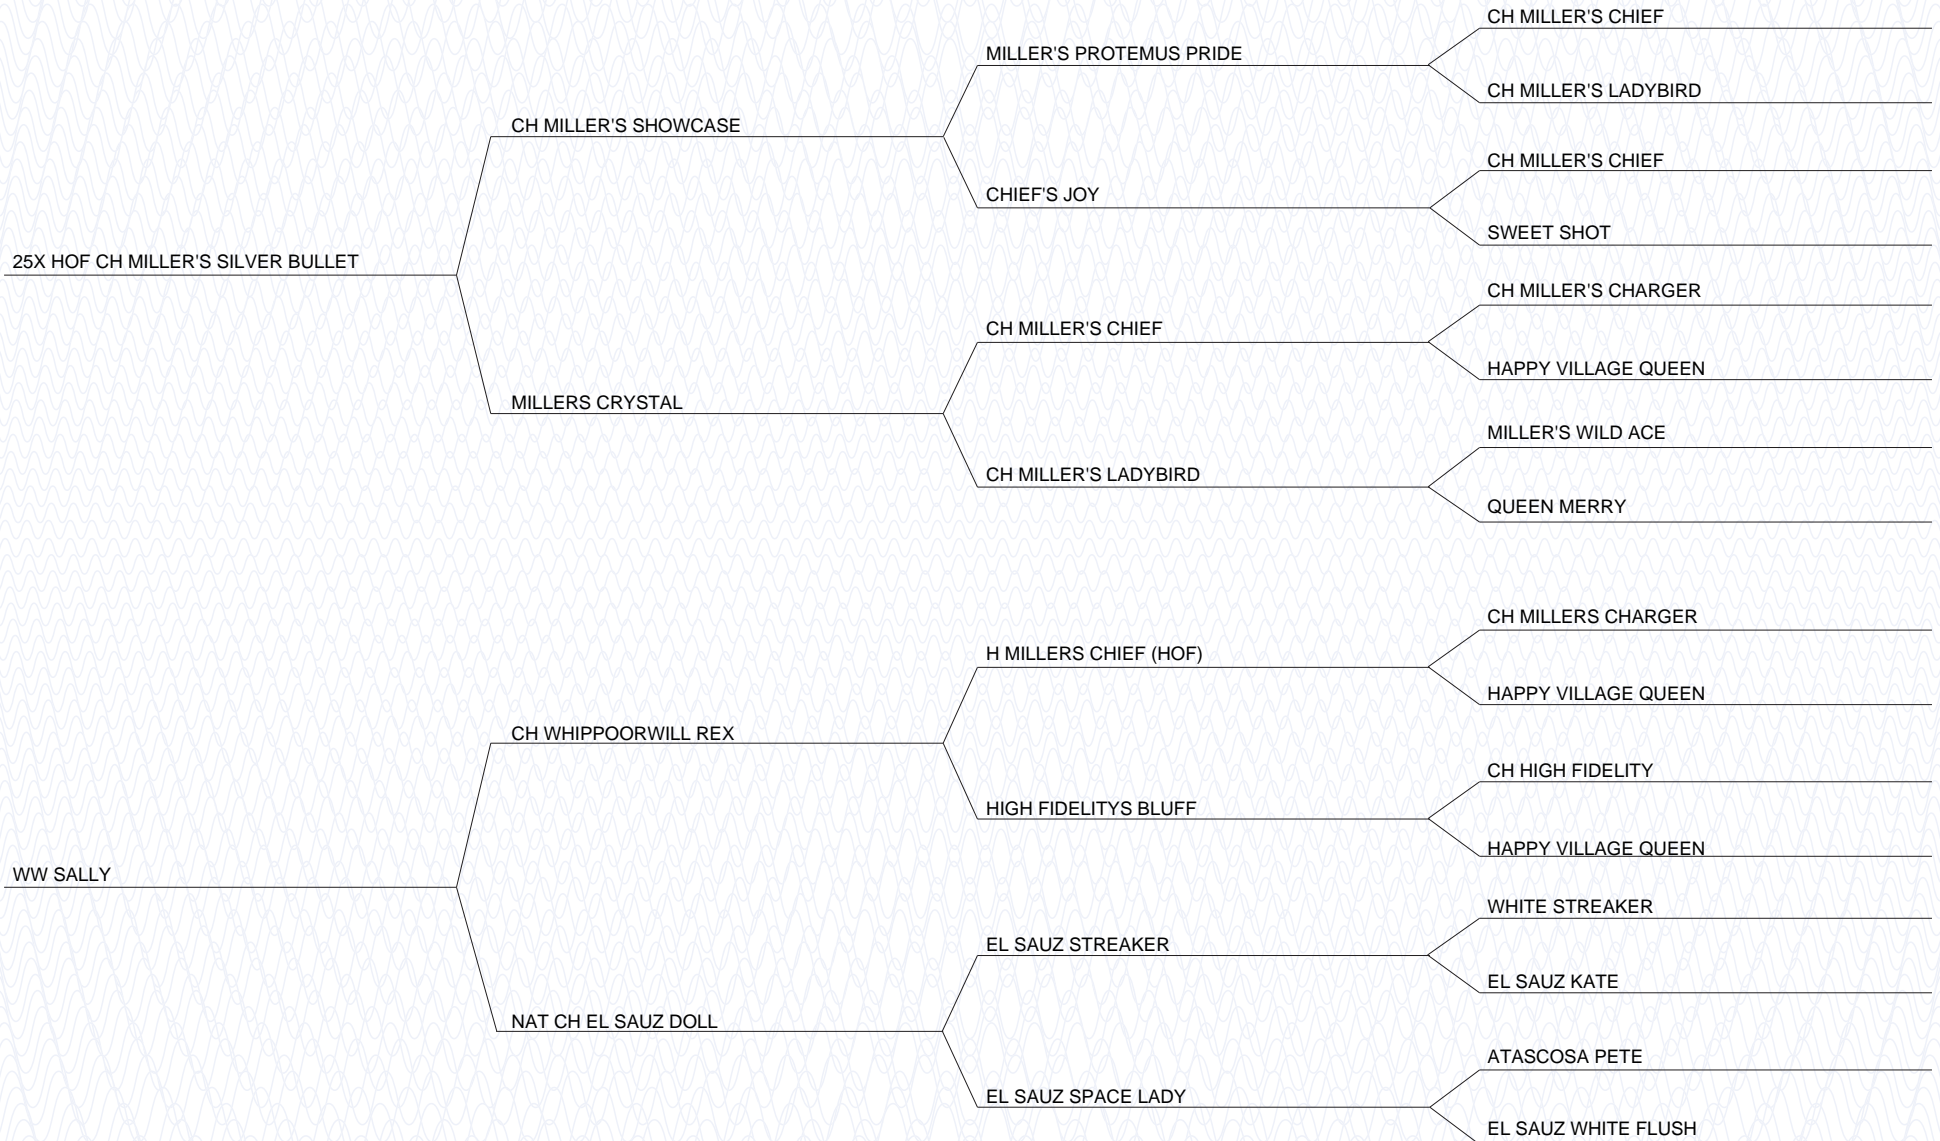 CH MILLER'S CHIEF
MILLER'S PROTEMUS PRIDE
CH MILLER'S LADYBIRD
CH MILLER'S SHOWCASE
CH MILLER'S CHIEF
CHIEF'S JOY
SWEET SHOT
25X HOF CH MILLER'S SILVER BULLET
CH MILLER'S CHARGER
CH MILLER'S CHIEF
HAPPY VILLAGE QUEEN
MILLERS CRYSTAL
MILLER'S WILD ACE
CH MILLER'S LADYBIRD
QUEEN MERRY
CH MILLERS CHARGER
H MILLERS CHIEF (HOF)
HAPPY VILLAGE QUEEN
CH WHIPPOORWILL REX
CH HIGH FIDELITY
HIGH FIDELITYS BLUFF
HAPPY VILLAGE QUEEN
WW SALLY
WHITE STREAKER
EL SAUZ STREAKER
EL SAUZ KATE
NAT CH EL SAUZ DOLL
ATASCOSA PETE
EL SAUZ SPACE LADY
EL SAUZ WHITE FLUSH